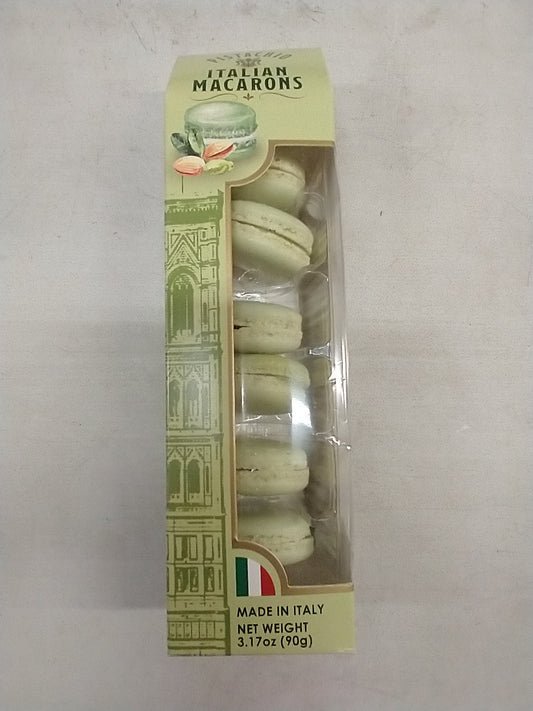 PISTACHIO
ITALIAN
MACARONS
MADE IN ITALY
NET WEIGHT
3.17oz (90g)